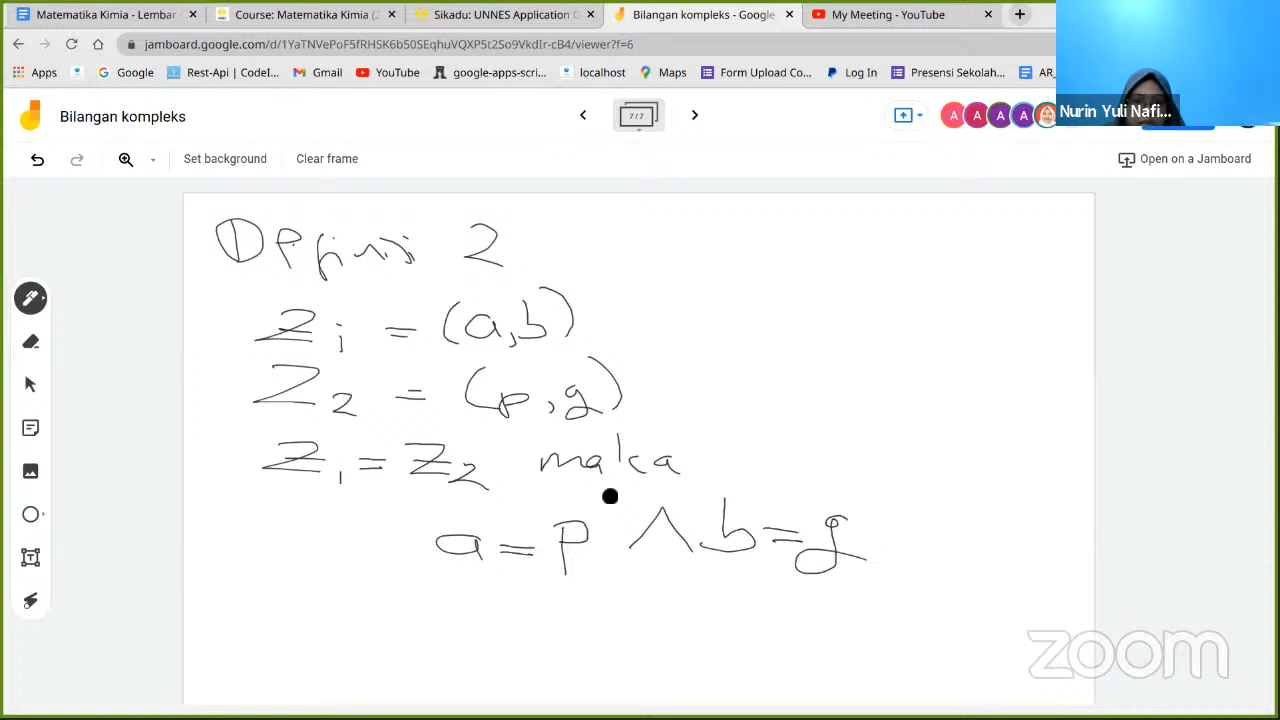 Matematika Kimia - Lembar
Course: Matematika Kimia (2
Sikadu: UNNES Application C
Bilangan kompleks - Google
My Meeting - YouTube
jamboard.google.com/d/1YaTNVePoF5fRHSK6b50SEqhuVQXP5t2So9VkdIr-cB4/viewer?f=6
Apps
Google
Rest-Api | CodeI...
Gmail
YouTube
google-apps-scri...
localhost
Maps
Form Upload Co...
Log In
Presensi Sekolah...
AR_
Nurin Yuli Nafi...
Bilangan kompleks
7/7
A A A A
Set background
Clear frame
Open on a Jamboard
Definisi 2
Z1 = (a,b)
Z2 = (p,g)
Z1 = Z2 maka
a = p ∧ b = g
zoom